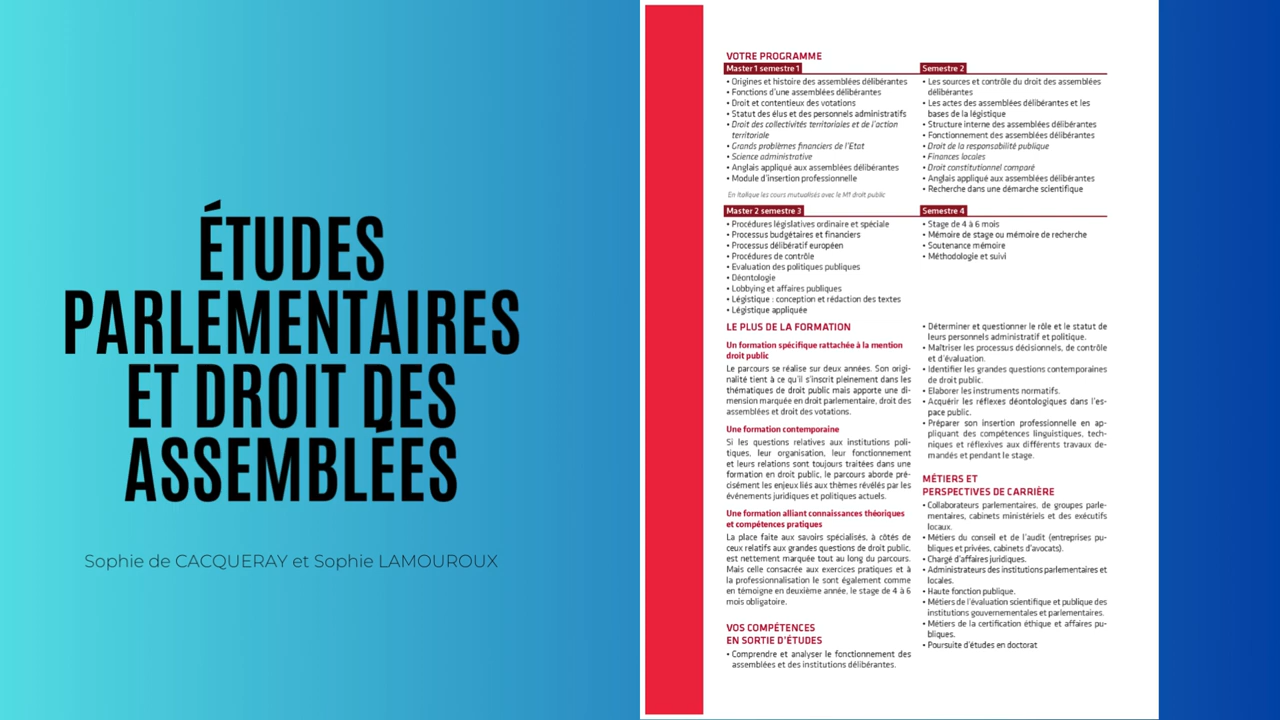 ÉTUDES
PARLEMENTAIRES
ET DROIT DES
ASSEMBLÉES
Sophie de CACQUERAY et Sophie LAMOUROUX
VOTRE PROGRAMME
Master 1 semestre 1
• Origines et histoire des assemblées délibérantes
• Fonctions d'une assemblées délibérantes
• Droit et contentieux des votations
• Statut des élus et des personnels administratifs
• Droit des collectivités territoriales et de l'action
territoriale
• Grands problèmes financiers de l'Etat
• Science administrative
• Anglais appliqué aux assemblées délibérantes
• Module d'insertion professionnelle
En italique les cours mutualisés avec le M1 droit public
Semestre 2
• Les sources et contrôle du droit des assemblées
délibérantes
• Les actes des assemblées délibérantes et les
bases de la légistique
• Structure interne des assemblées délibérantes
• Fonctionnement des assemblées délibérantes
• Droit de la responsabilité publique
• Finances locales
• Droit constitutionnel comparé
• Anglais appliqué aux assemblées délibérantes
• Recherche dans une démarche scientifique
Master 2 semestre 3
• Procédures législatives ordinaire et spéciale
• Processus budgétaires et financiers
• Processus délibératif européen
• Procédures de contrôle
• Evaluation des politiques publiques
• Déontologie
• Lobbying et affaires publiques
• Légistique : conception et rédaction des textes
• Légistique appliquée
Semestre 4
• Stage de 4 à 6 mois
• Mémoire de stage ou mémoire de recherche
• Soutenance mémoire
• Méthodologie et suivi
LE PLUS DE LA FORMATION
Un formation spécifique rattachée à la mention
droit public
Le parcours se réalise sur deux années. Son origi-
nalité tient à ce qu'il s'inscrit pleinement dans les
thématiques de droit public mais apporte une di-
mension marquée en droit parlementaire, droit des
assemblées et droit des votations.
Une formation contemporaine
Si les questions relatives aux institutions poli-
tiques, leur organisation, leur fonctionnement
et leurs relations sont toujours traitées dans une
formation en droit public, le parcours aborde pré-
cisément les enjeux liés aux thèmes révélés par les
événements juridiques et politiques actuels.
Une formation alliant connaissances théoriques
et compétences pratiques
La place faite aux savoirs spécialisés, à côtés de
ceux relatifs aux grandes questions de droit public,
est nettement marquée tout au long du parcours.
Mais celle consacrée aux exercices pratiques et à
la professionnalisation le sont également comme
en témoigne en deuxième année, le stage de 4 à 6
mois obligatoire.
VOS COMPÉTENCES
EN SORTIE D'ÉTUDES
• Comprendre et analyser le fonctionnement des
assemblées et des institutions délibérantes.
• Déterminer et questionner le rôle et le statut de
leurs personnels administratif et politique.
• Maîtriser les processus décisionnels, de contrôle
et d'évaluation.
• Identifier les grandes questions contemporaines
de droit public.
• Elaborer les instruments normatifs.
• Acquérir les réflexes déontologiques dans l'es-
pace public.
• Préparer son insertion professionnelle en ap-
pliquant des compétences linguistiques, tech-
niques et réflexives aux différents travaux de-
mandés et pendant le stage.
MÉTIERS ET
PERSPECTIVES DE CARRIÈRE
• Collaborateurs parlementaires, de groupes parle-
mentaires, cabinets ministériels et des exécutifs
locaux.
• Métiers du conseil et de l'audit (entreprises pu-
bliques et privées, cabinets d'avocats).
• Chargé d'affaires juridiques.
• Administrateurs des institutions parlementaires et
locales.
• Haute fonction publique.
• Métiers de l'évaluation scientifique et publique des
institutions gouvernementales et parlementaires.
• Métiers de la certification éthique et affaires pu-
bliques.
• Poursuite d'études en doctorat